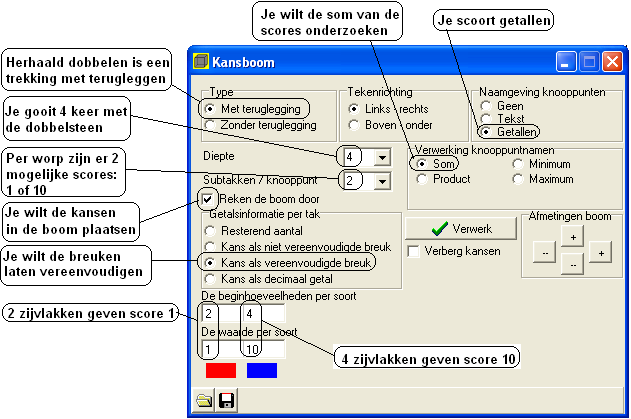 Je wilt de som van de
scores onderzoeken
Je scoort getallen
Herhaald dobbelen is een
trekking met terugleggen
Je gooit 4 keer met
de dobbelsteen
Per worp zijn er 2
mogelijke scores:
1 of 10
Je wilt de kansen
in de boom plaatsen
Je wilt de breuken
laten vereenvoudigen
2 zijvlakken geven score 1
4 zijvlakken geven score 10
Kansboom
Type
Met teruglegging
Zonder teruglegging
Tekenrichting
Links - rechts
Boven - onder
Naamgeving knooppunten
Geen
Tekst
Getallen
Diepte
4
Subtakken / knooppunt
2
Verwerking knooppuntnamen
Som
Minimum
Product
Maximum
Reken de boom door
Getalsinformatie per tak
Resterend aantal
Kans als niet vereenvoudigde breuk
Kans als vereenvoudigde breuk
Kans als decimaal getal
Verwerk
Verberg kansen
Afmetingen boom
+
--
+
--
De beginhoeveelheden per soort
2 4
De waarde per soort
1 10